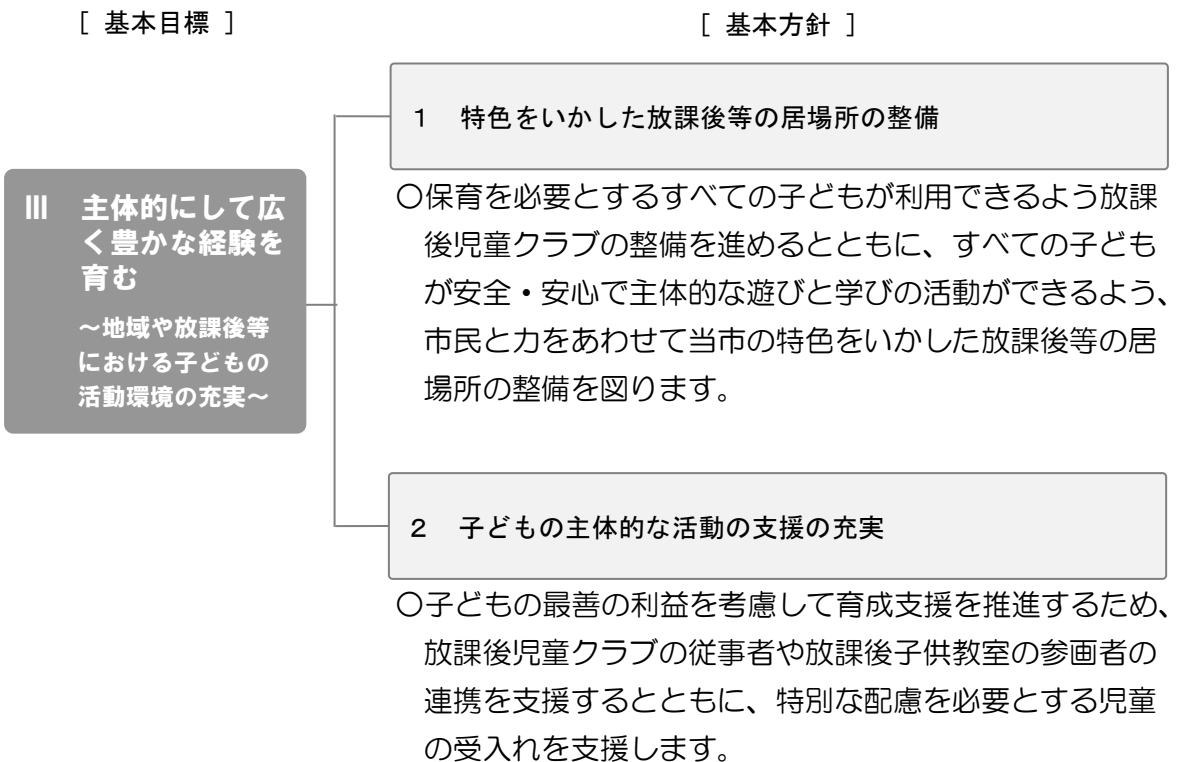 [ 基本目標 ]
[ 基本方針 ]
Ⅲ 主体的にして広
く豊かな経験を
育む
~地域や放課後等
における子どもの
活動環境の充実~
1 特色をいかした放課後等の居場所の整備
〇保育を必要とするすべての子どもが利用できるよう放課
後児童クラブの整備を進めるとともに、すべての子ども
が安全・安心で主体的な遊びと学びの活動ができるよう、
市民と力をあわせて当市の特色をいかした放課後等の居
場所の整備を図ります。
2 子どもの主体的な活動の支援の充実
〇子どもの最善の利益を考慮して育成支援を推進するため、
放課後児童クラブの従事者や放課後子供教室の参画者の
連携を支援するとともに、特別な配慮を必要とする児童
の受入れを支援します。